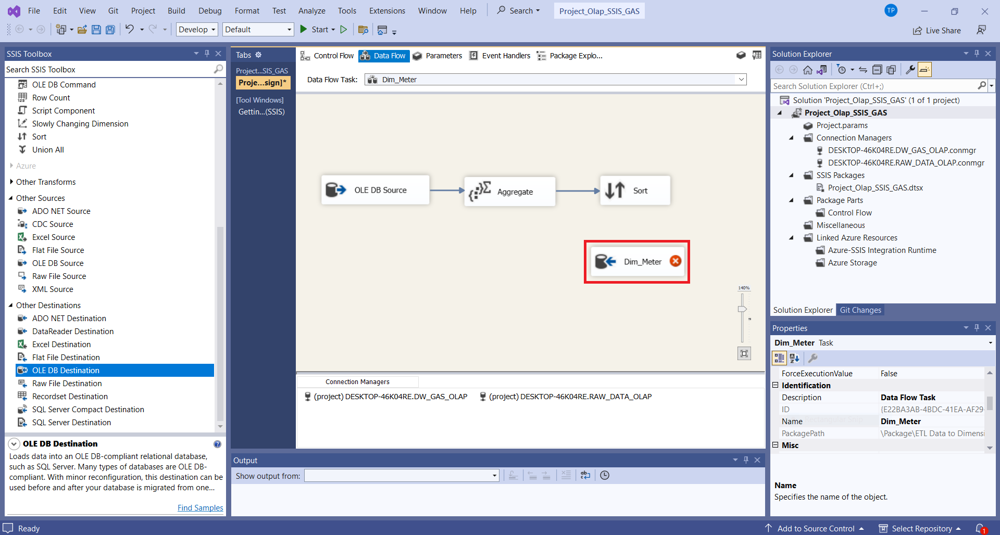 File Edit View Git Project Build Debug Format Test Analyze Tools Extensions Window Help Search Project_Olap_SSIS_GAS TP
Develop Default Start Live Share
SSIS Toolbox
Search SSIS Toolbox
OLE DB Command
Row Count
Script Component
Slowly Changing Dimension
Sort
Union All
Azure
Other Transforms
Other Sources
ADO NET Source
CDC Source
Excel Source
Flat File Source
OLE DB Source
Raw File Source
XML Source
Other Destinations
ADO NET Destination
DataReader Destination
Excel Destination
Flat File Destination
OLE DB Destination
Raw File Destination
Recordset Destination
SQL Server Compact Destination
SQL Server Destination
OLE DB Destination
Loads data into an OLE DB-compliant relational database,
such as SQL Server. Many types of databases are OLE DB-
compliant. With minor reconfiguration, this destination can be
used before and after your database is migrated from one...
Find Samples
Tabs
Project...SIS_GAS
Proje...sign]*
[Tool Windows]
Gettin...(SSIS)
Control Flow Data Flow Parameters Event Handlers Package Explo...
Data Flow Task: Dim_Meter
OLE DB Source Aggregate Sort
Dim_Meter
140%
Connection Managers
(project) DESKTOP-46K04RE.DW_GAS_OLAP (project) DESKTOP-46K04RE.RAW_DATA_OLAP
Output
Show output from:
Solution Explorer
Search Solution Explorer (Ctrl+;)
Solution 'Project_Olap_SSIS_GAS' (1 of 1 project)
Project_Olap_SSIS_GAS
Project.params
Connection Managers
DESKTOP-46K04RE.DW_GAS_OLAP.conmgr
DESKTOP-46K04RE.RAW_DATA_OLAP.conmgr
SSIS Packages
Project_Olap_SSIS_GAS.dtsx
Package Parts
Control Flow
Miscellaneous
Linked Azure Resources
Azure-SSIS Integration Runtime
Azure Storage
Solution Explorer Git Changes
Properties
Dim_Meter Task
ForceExecutionValue False
Identification
Description Data Flow Task
ID {E22BA3AB-4BDC-41EA-AF29-
Name Dim_Meter
PackagePath \Package\ETL Data to Dimensi
Misc
Name
Specifies the name of the object.
Ready Add to Source Control Select Repository 1